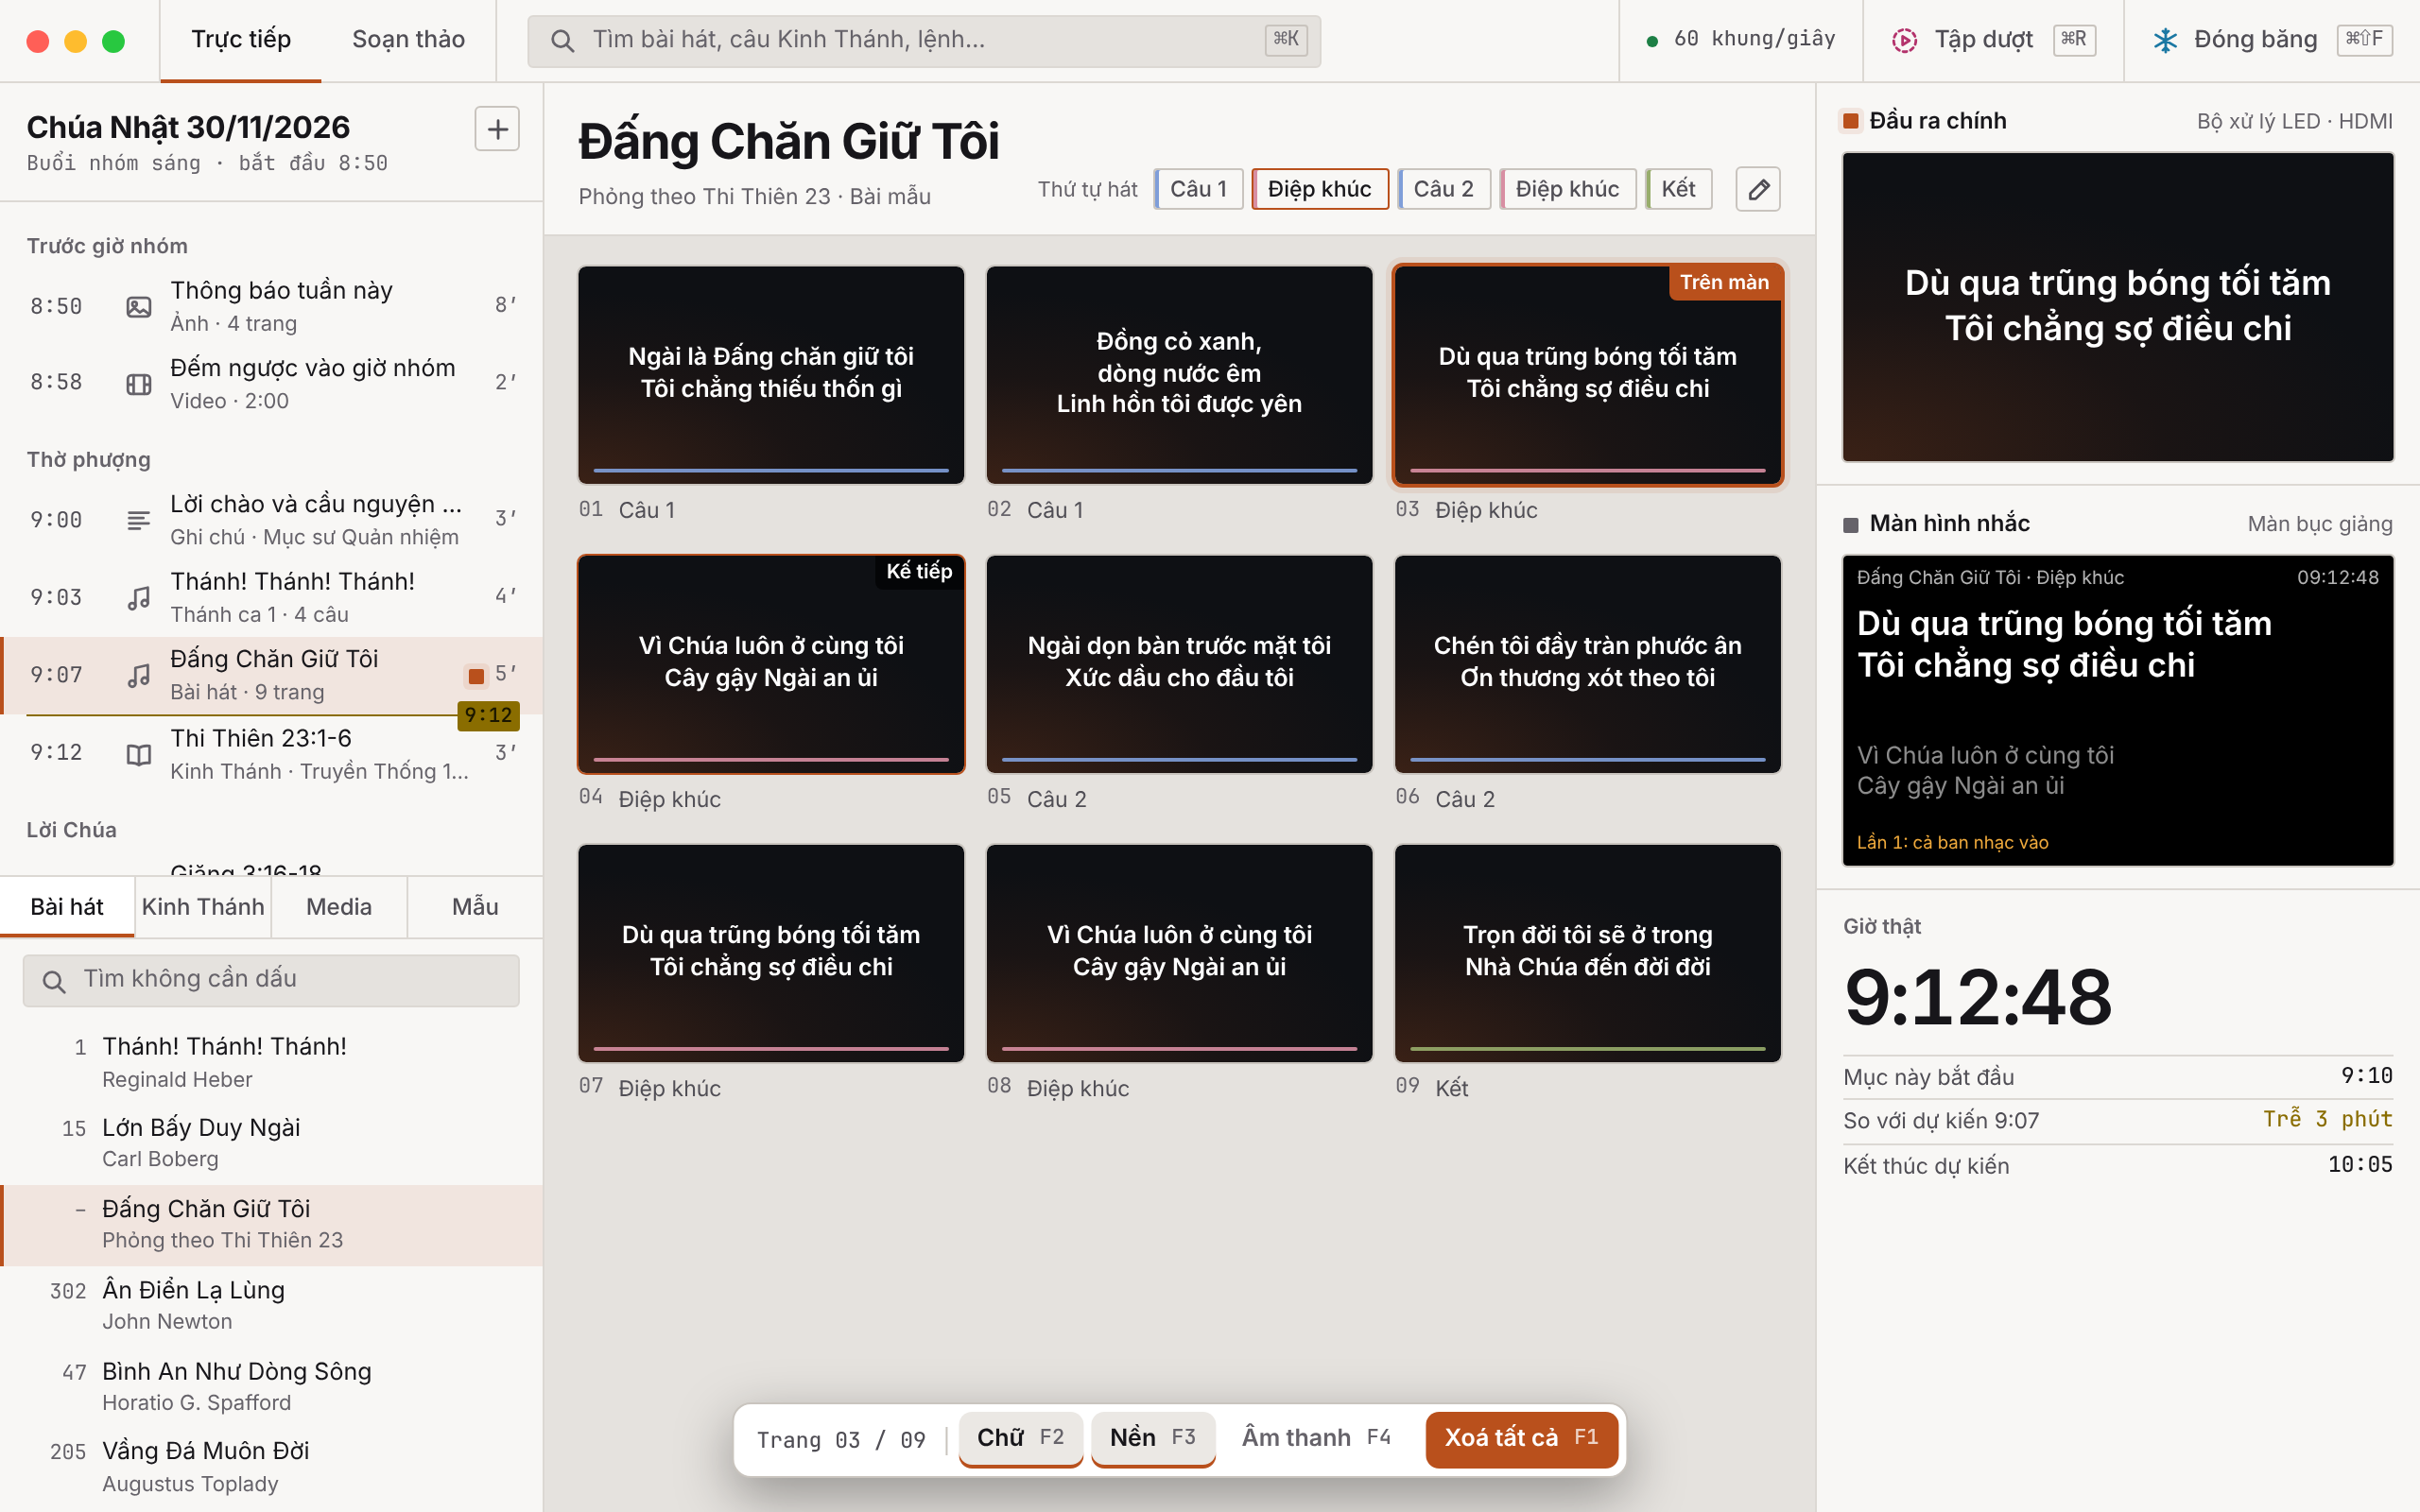 Trực tiếp
Soạn thảo
Tìm bài hát, câu Kinh Thánh, lệnh...
⌘K
60 khung/giây
Tập dượt
⌘R
Đóng băng
⌘⇧F
Chúa Nhật 30/11/2026
Buổi nhóm sáng · bắt đầu 8:50
Trước giờ nhóm
8:50
Thông báo tuần này
8′
Ảnh · 4 trang
8:58
Đếm ngược vào giờ nhóm
2′
Video · 2:00
Thờ phượng
9:00
Lời chào và cầu nguyện ...
3′
Ghi chú · Mục sư Quản nhiệm
9:03
Thánh! Thánh! Thánh!
4′
Thánh ca 1 · 4 câu
9:07
Đấng Chăn Giữ Tôi
5′
Bài hát · 9 trang
9:12
9:12
Thi Thiên 23:1-6
3′
Kinh Thánh · Truyền Thống 1...
Lời Chúa
Giăng 3:16-18
Bài hát
Kinh Thánh
Media
Mẫu
Tìm không cần dấu
1
Thánh! Thánh! Thánh!
Reginald Heber
15
Lớn Bấy Duy Ngài
Carl Boberg
–
Đấng Chăn Giữ Tôi
Phỏng theo Thi Thiên 23
302
Ân Điển Lạ Lùng
John Newton
47
Bình An Như Dòng Sông
Horatio G. Spafford
205
Vầng Đá Muôn Đời
Augustus Toplady
Đấng Chăn Giữ Tôi
Phỏng theo Thi Thiên 23 · Bài mẫu
Thứ tự hát
Câu 1
Điệp khúc
Câu 2
Điệp khúc
Kết
Ngài là Đấng chăn giữ tôi
Tôi chẳng thiếu thốn gì
01 Câu 1
Đồng cỏ xanh,
dòng nước êm
Linh hồn tôi được yên
02 Câu 1
Trên màn
Dù qua trũng bóng tối tăm
Tôi chẳng sợ điều chi
03 Điệp khúc
Kế tiếp
Vì Chúa luôn ở cùng tôi
Cây gậy Ngài an ủi
04 Điệp khúc
Ngài dọn bàn trước mặt tôi
Xức dầu cho đầu tôi
05 Câu 2
Chén tôi đầy tràn phước ân
Ơn thương xót theo tôi
06 Câu 2
Dù qua trũng bóng tối tăm
Tôi chẳng sợ điều chi
07 Điệp khúc
Vì Chúa luôn ở cùng tôi
Cây gậy Ngài an ủi
08 Điệp khúc
Trọn đời tôi sẽ ở trong
Nhà Chúa đến đời đời
09 Kết
Trang 03 / 09
Chữ F2
Nền F3
Âm thanh F4
Xoá tất cả F1
Đầu ra chính
Bộ xử lý LED · HDMI
Dù qua trũng bóng tối tăm
Tôi chẳng sợ điều chi
Màn hình nhắc
Màn bục giảng
Đấng Chăn Giữ Tôi · Điệp khúc
09:12:48
Dù qua trũng bóng tối tăm
Tôi chẳng sợ điều chi
Vì Chúa luôn ở cùng tôi
Cây gậy Ngài an ủi
Lần 1: cả ban nhạc vào
Giờ thật
9:12:48
Mục này bắt đầu
9:10
So với dự kiến 9:07
Trễ 3 phút
Kết thúc dự kiến
10:05